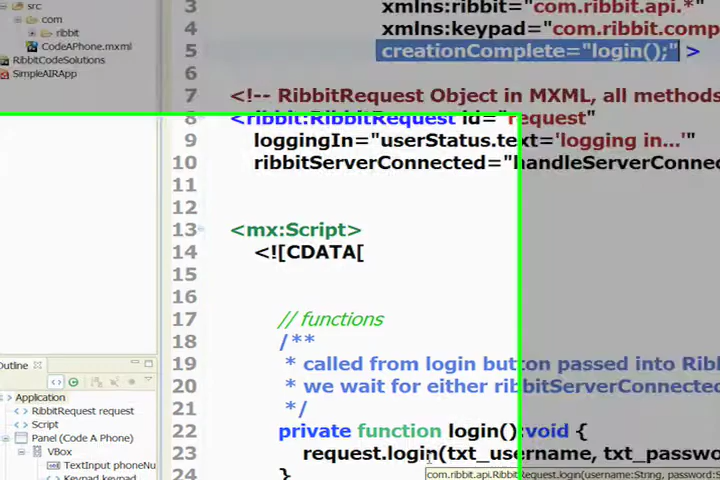 src
com
ribbit
CodeAPhone.mxml
RibbitCodeSolutions
SimpleAIRApp
3 xmlns:ribbit="com.ribbit.api.*"
4 xmlns:keypad="com.ribbit.comp
5 creationComplete="login();" >
6
7 <!-- RibbitRequest Object in MXML, all methods
8 <ribbit:RibbitRequest id="request"
9 loggingIn="userStatus.text='logging in...'"
10 ribbitServerConnected="handleServerConnec
11
12
13 <mx:Script>
14 <![CDATA[
15
16
17 // functions
18 /**
19 * called from login button passed into Ribb
20 * we wait for either ribbitServerConnected
21 */
22 private function login():void {
23 request.login(txt_username, txt_passwo
24 }
com.ribbit.api.RibbitRequest.login(username:String, password:S
Outline
Application
RibbitRequest request
Script
Panel (Code A Phone)
VBox
TextInput phoneNu
Keypad keypad